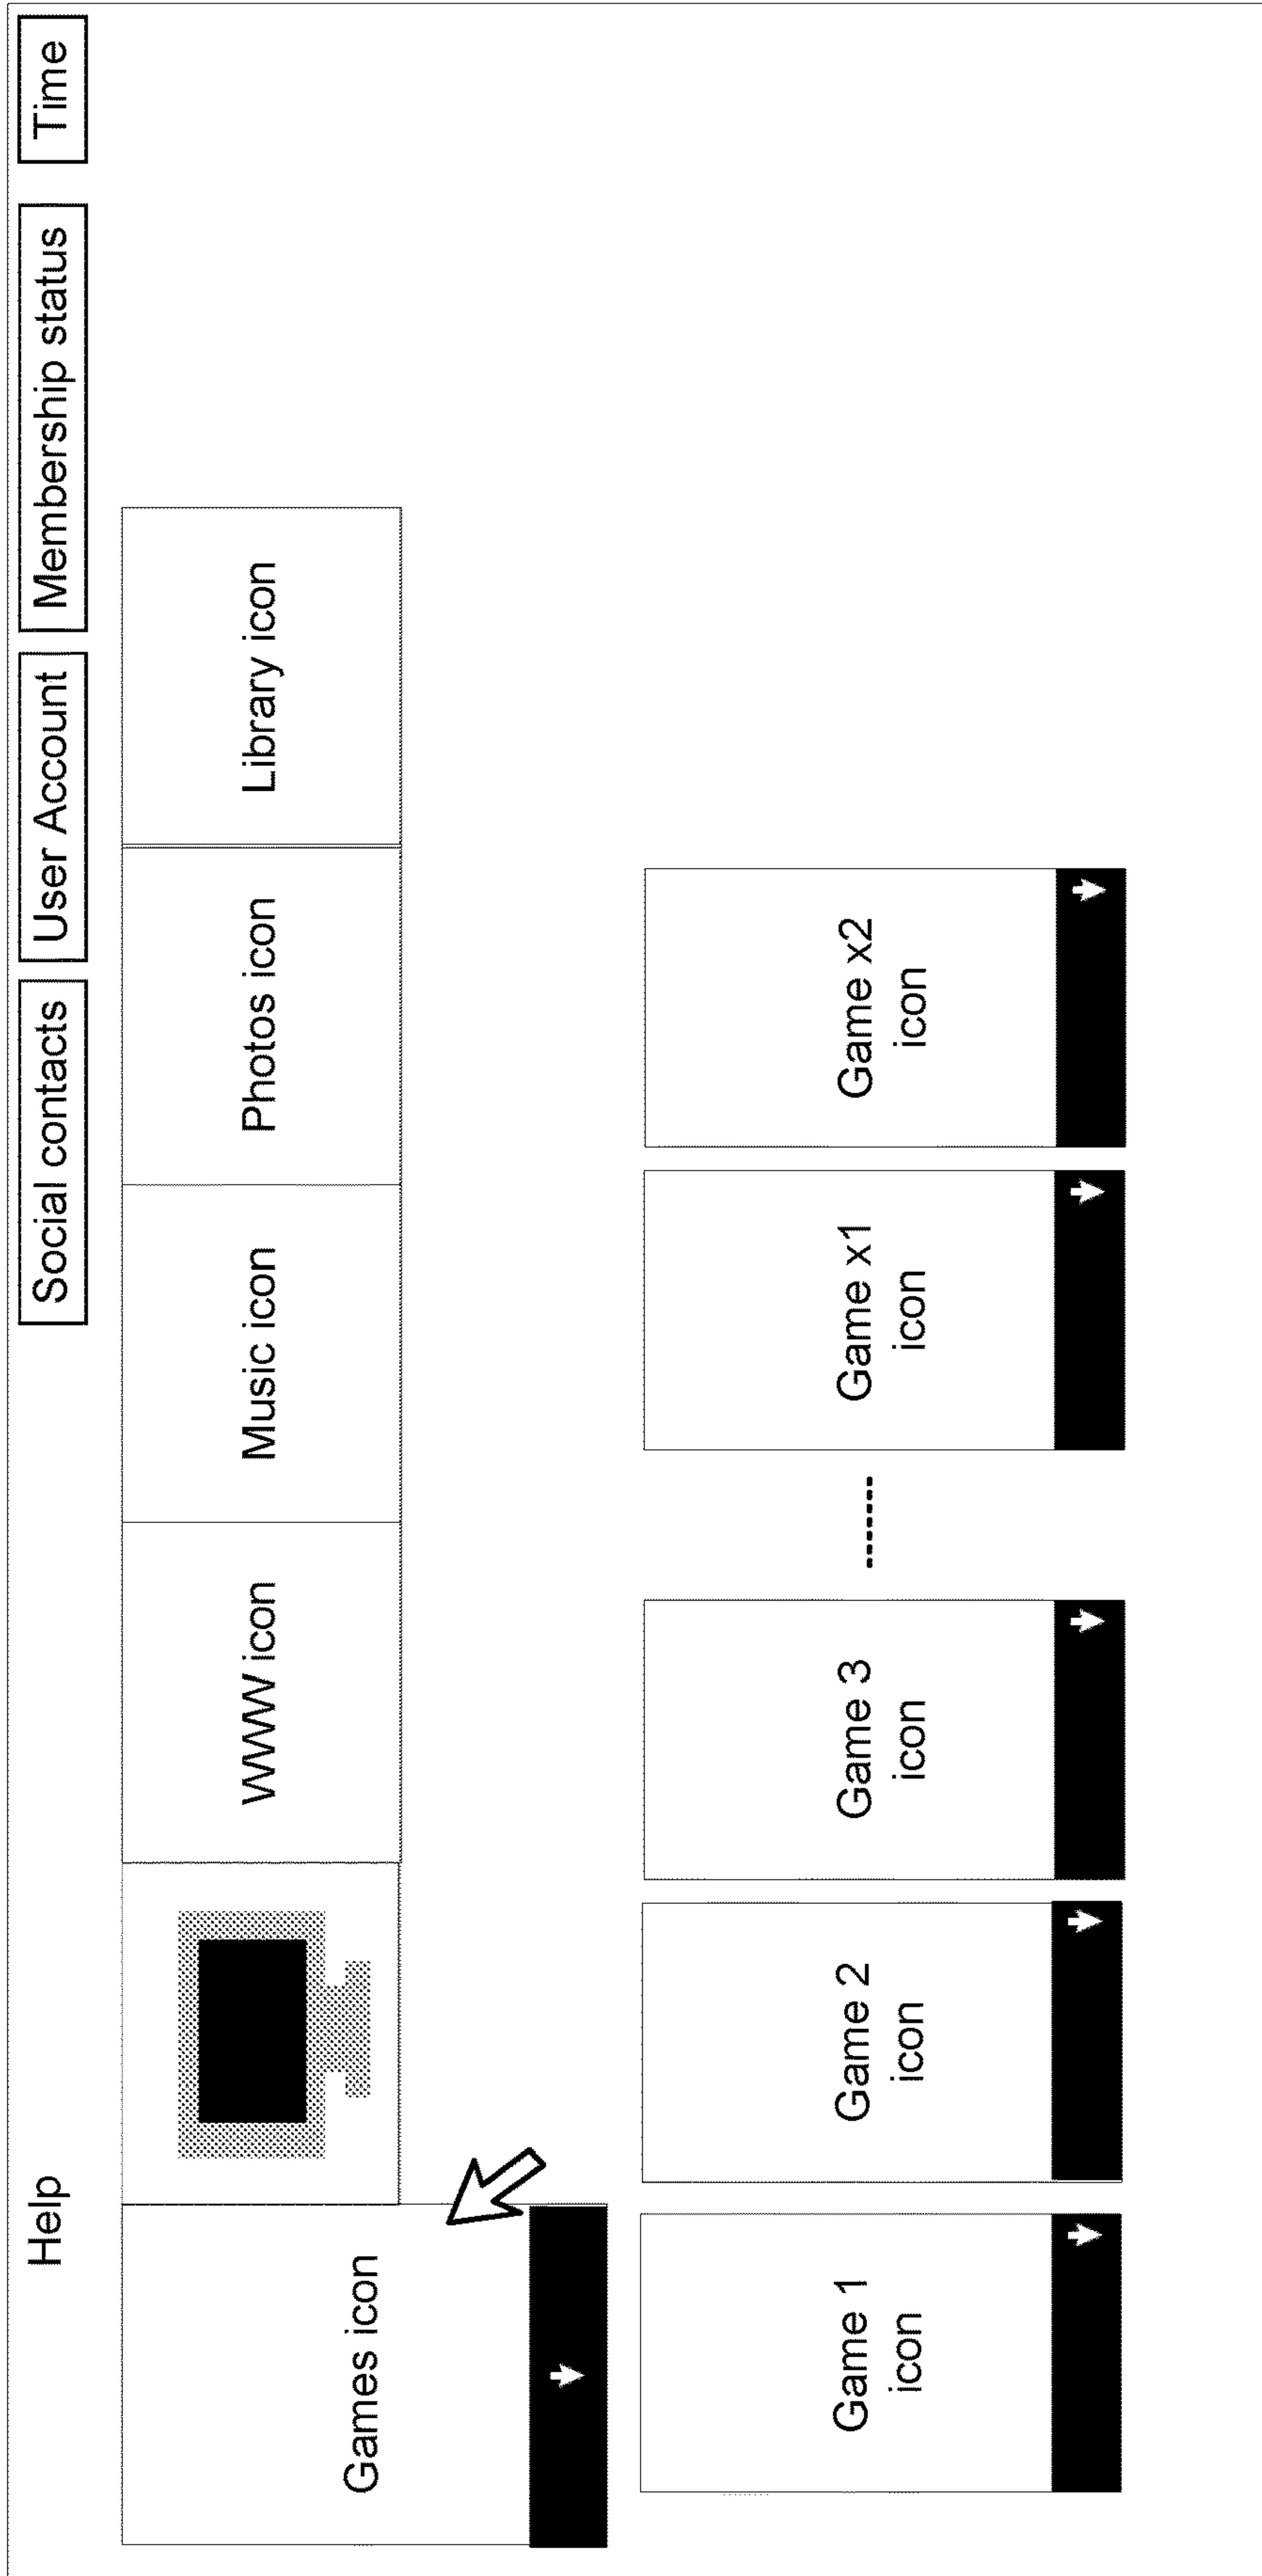 Help
Social contacts
User Account
Membership status
Time
Games icon
WWW icon
Music icon
Photos icon
Library icon
Game 1
icon
Game 2
icon
Game 3
icon
-------
Game x1
icon
Game x2
icon